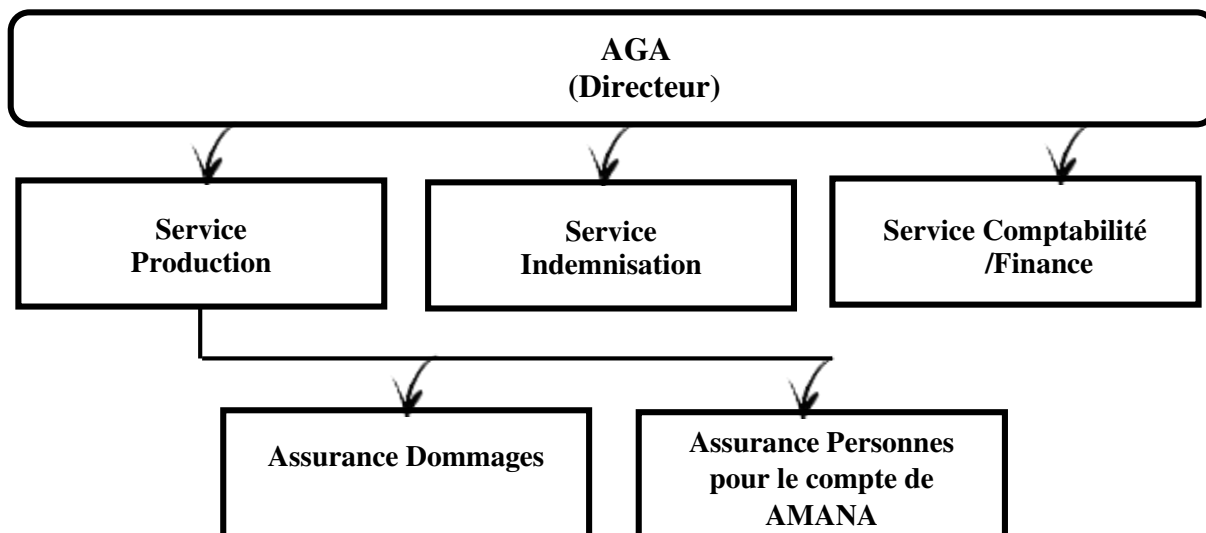 AGA
(Directeur)
Service
Production
Service
Indemnisation
Service Comptabilité
/Finance
Assurance Dommages
Assurance Personnes
pour le compte de
AMANA